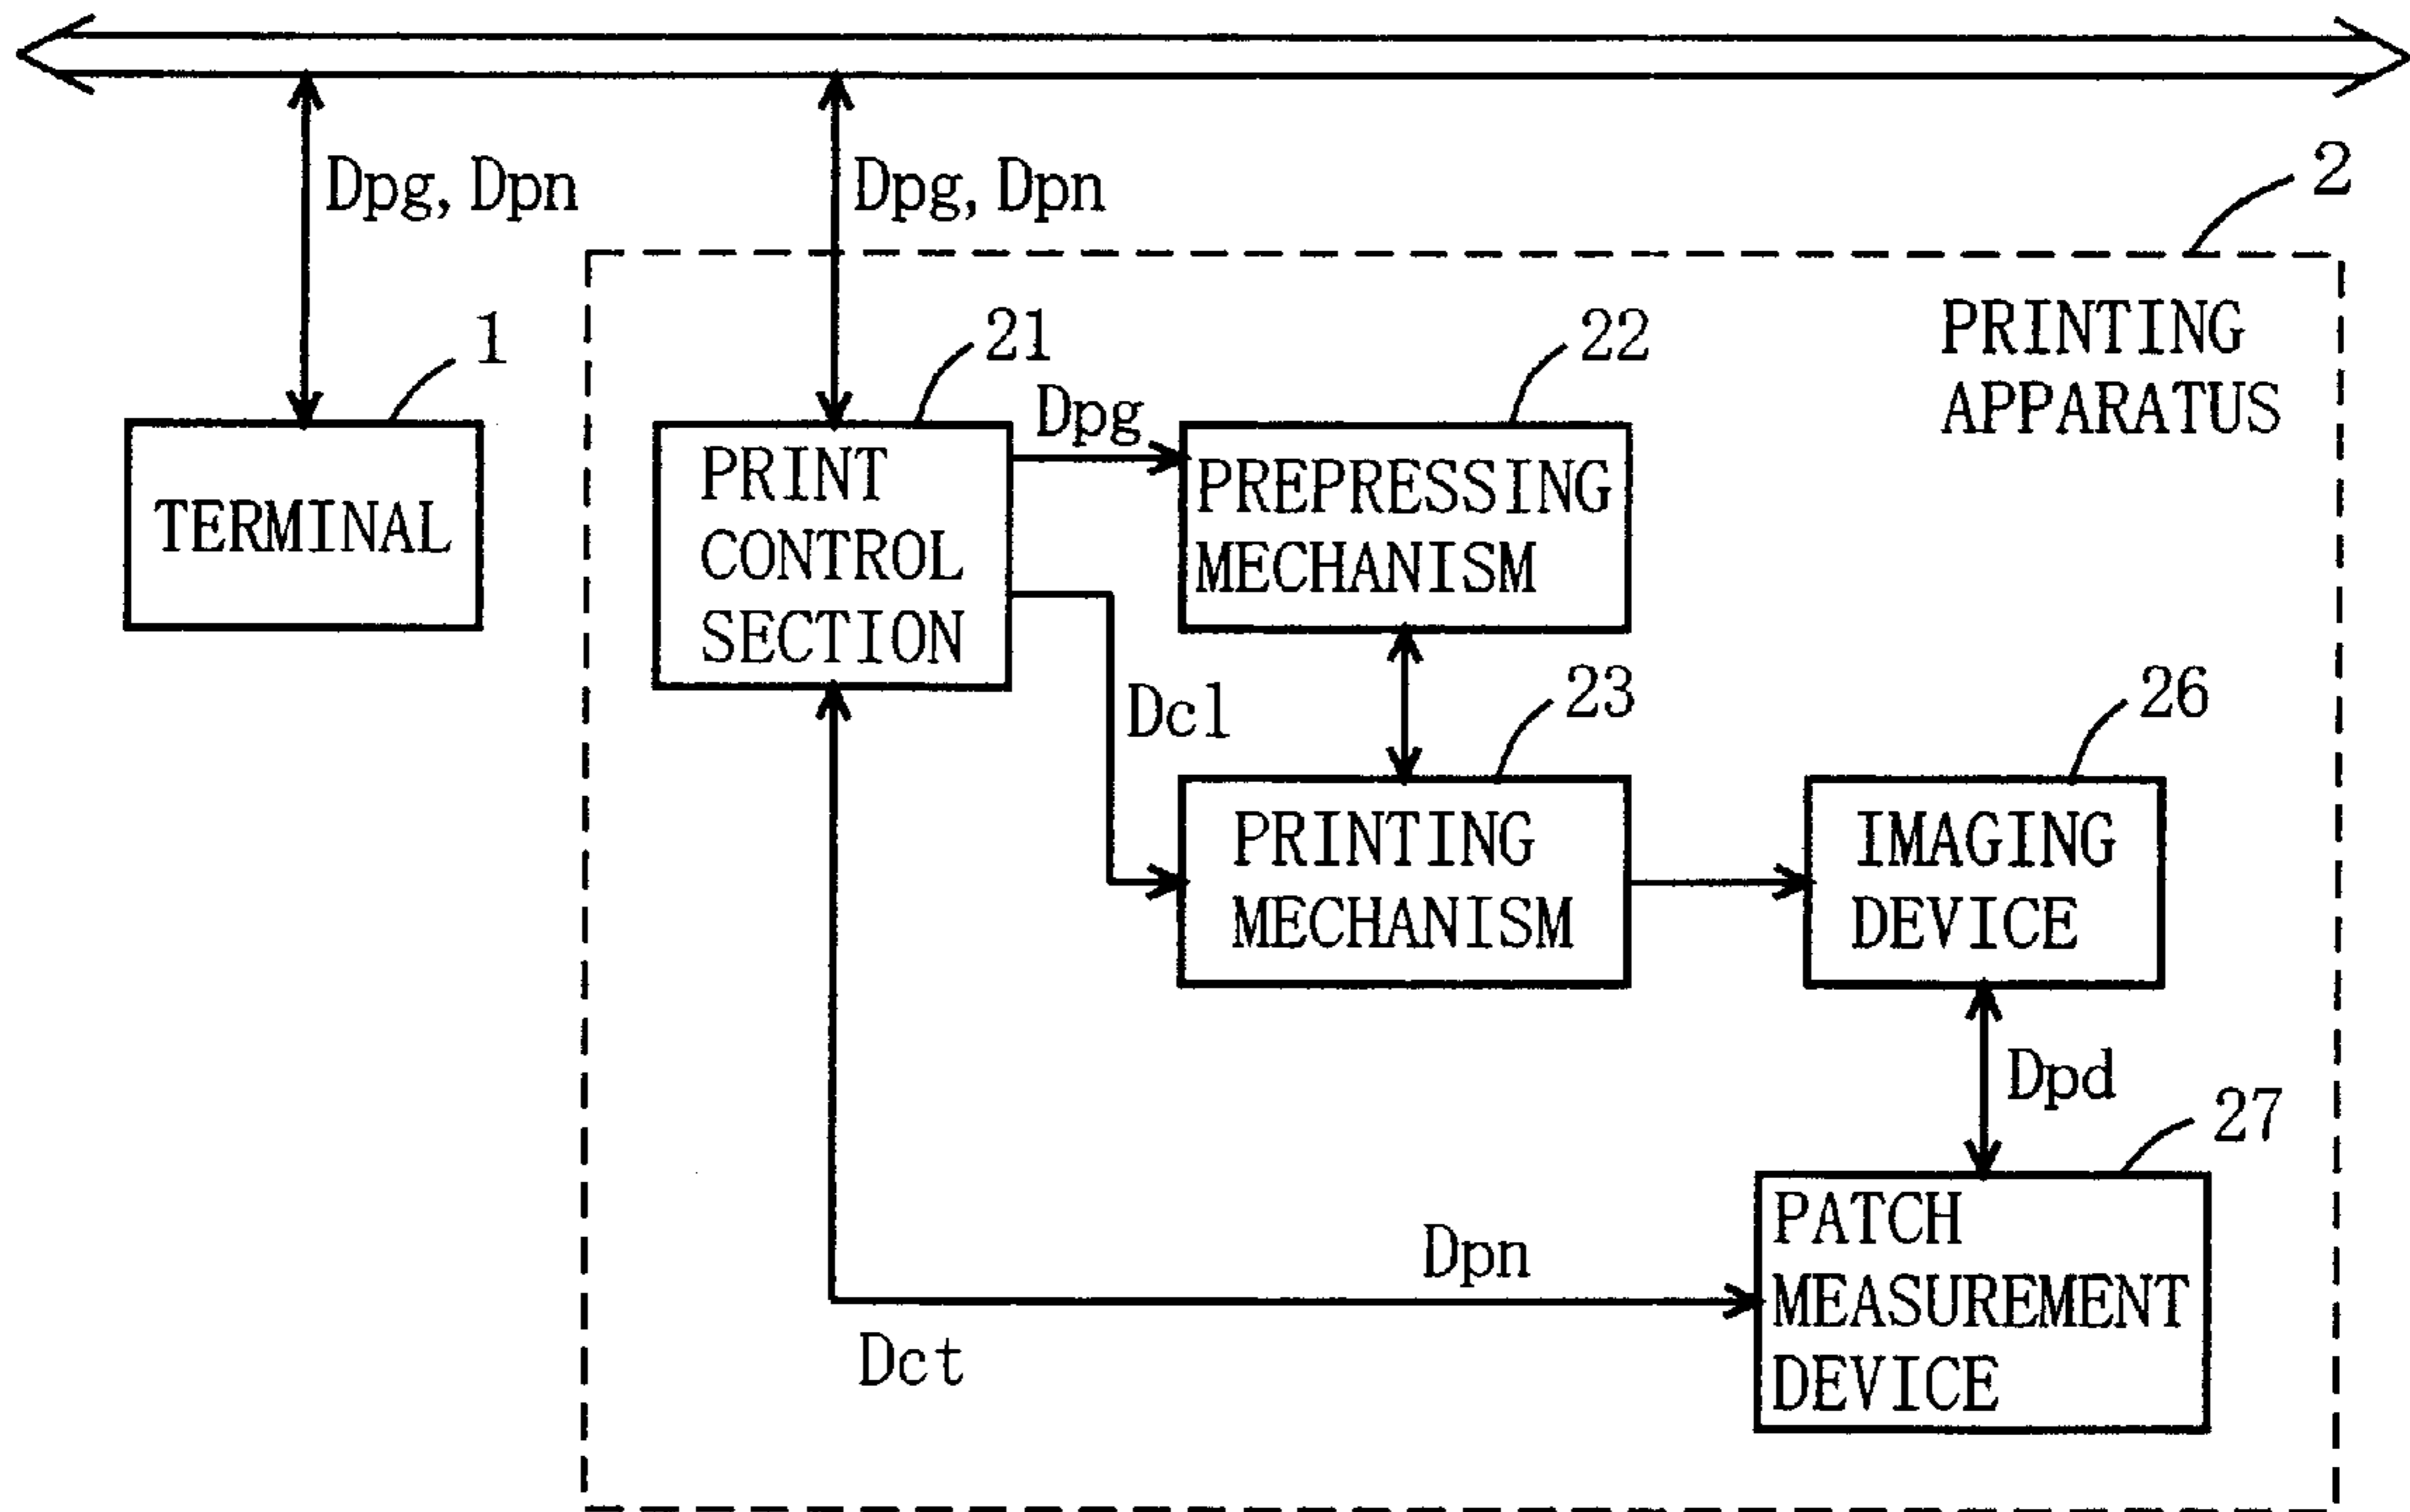 Dpg, Dpn
Dpg, Dpn
2
PRINTING
APPARATUS
1
TERMINAL
21
PRINT
CONTROL
SECTION
Dpg
22
PREPRESSING
MECHANISM
Dcl
23
PRINTING
MECHANISM
26
IMAGING
DEVICE
Dpd
27
PATCH
MEASUREMENT
DEVICE
Dpn
Dct